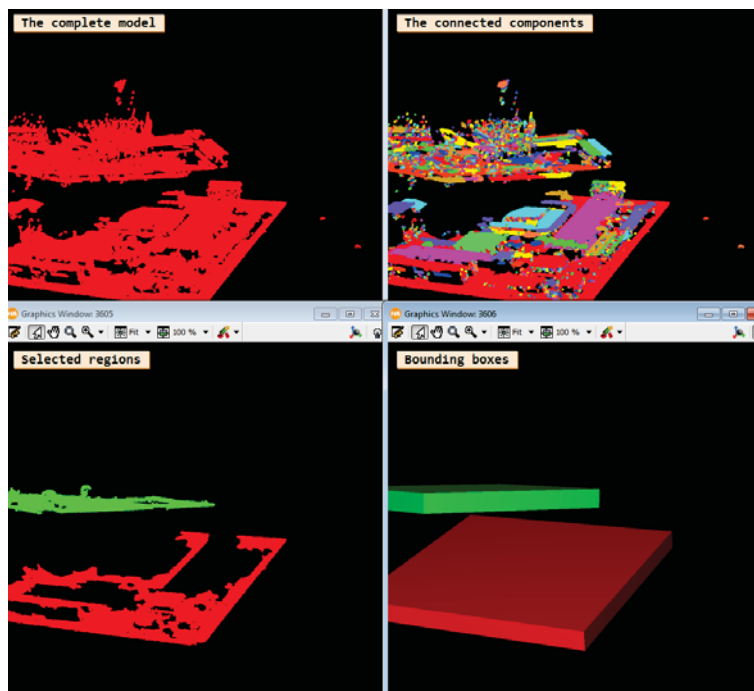 The complete model
The connected components
Graphics Window: 3605
Graphics Window: 3606
Fit
100 %
Fit
100 %
Selected regions
Bounding boxes